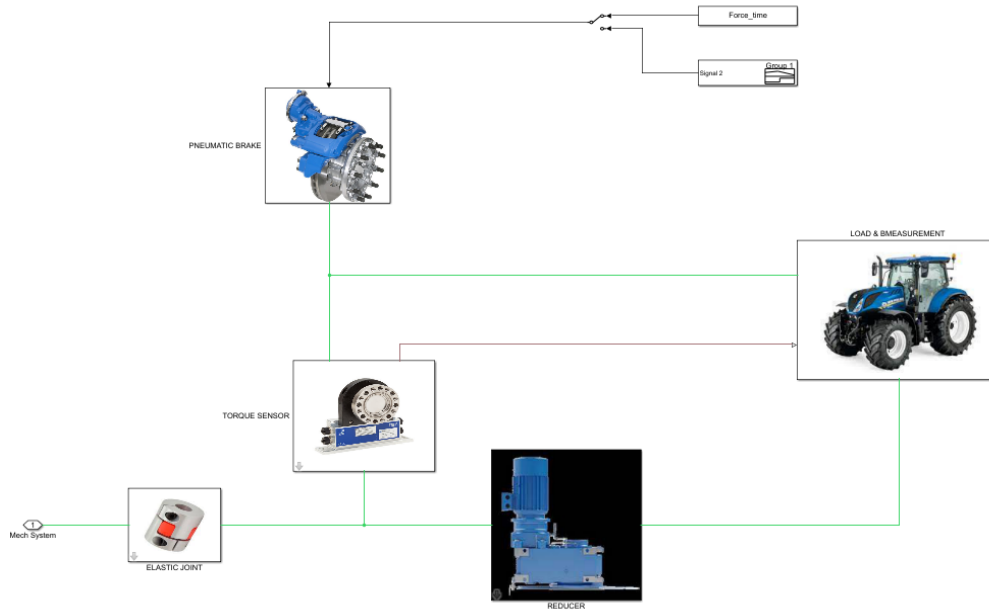 Force_time
Group 1
Signal 2
PNEUMATIC BRAKE
LOAD & BMEASUREMENT
TORQUE SENSOR
1
Mech System
ELASTIC JOINT
REDUCER